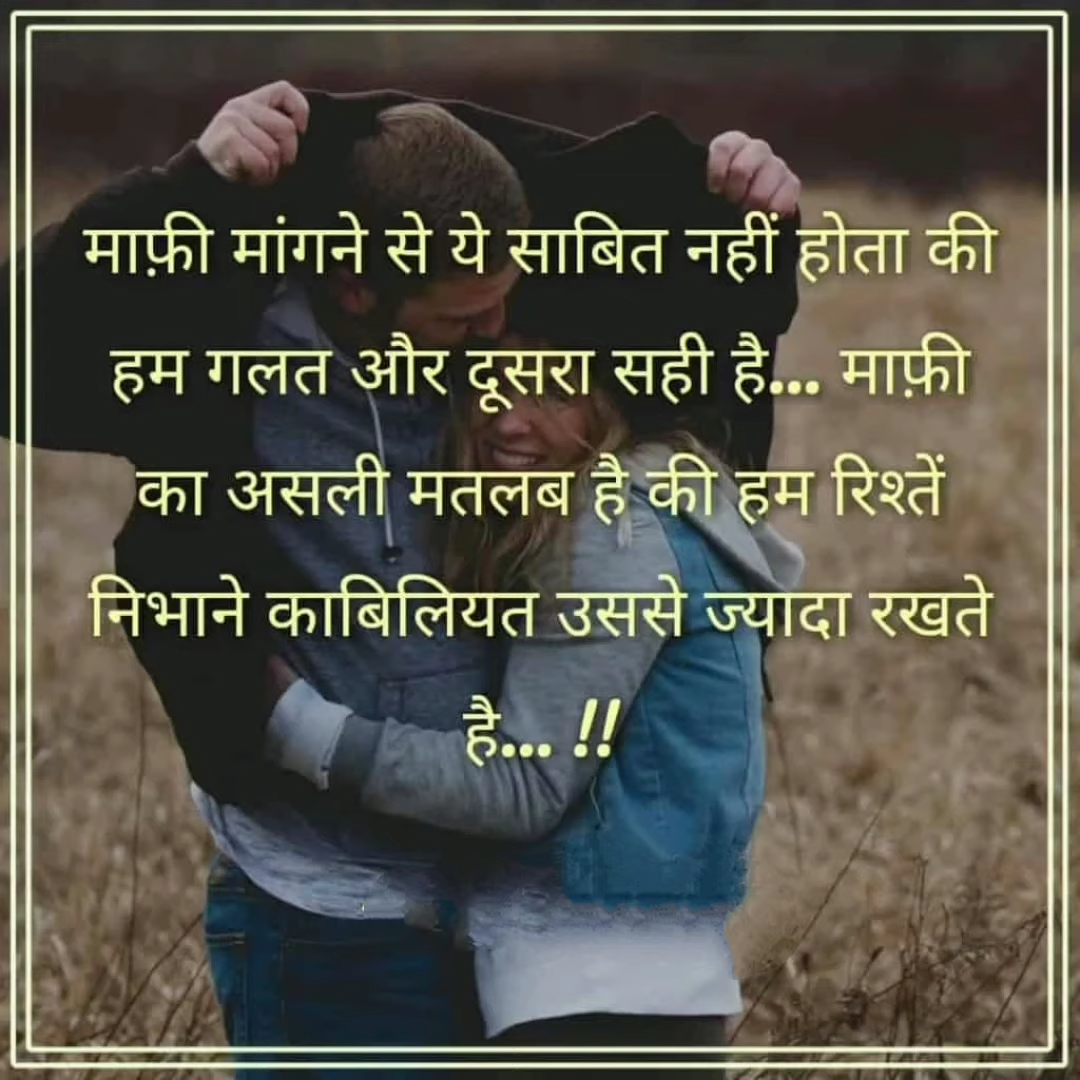 माफ़ी मांगने से ये साबित नहीं होता की
हम गलत और दूसरा सही है... माफ़ी
का असली मतलब है की हम रिश्तें
निभाने काबिलियत उससे ज्यादा रखते
है... !!